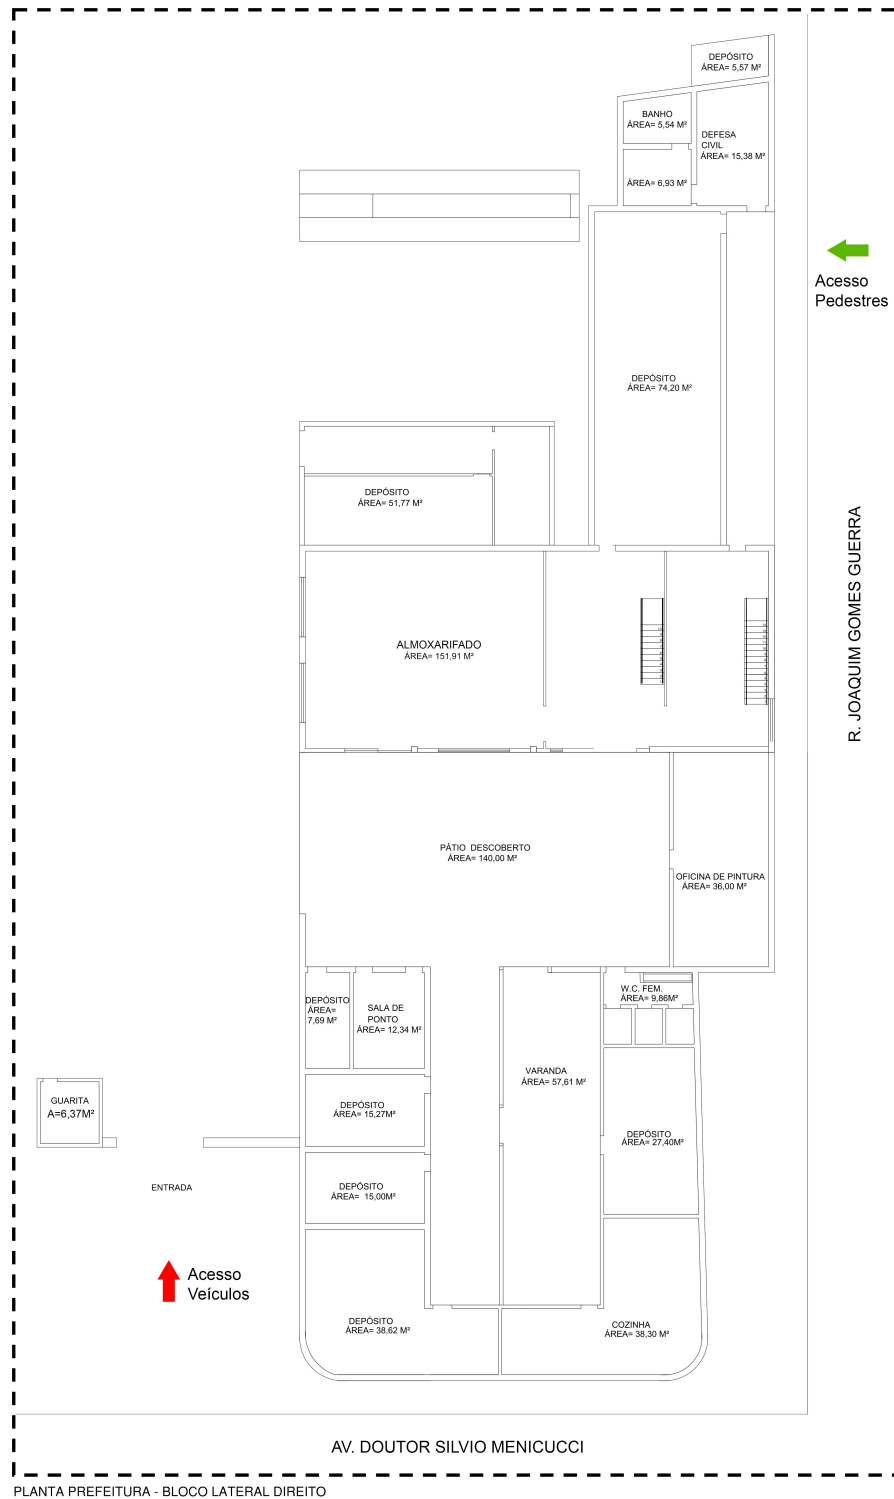 DEPÓSITO
ÁREA= 5,57 M²
BANHO
ÁREA= 5,54 M²
DEFESA
CIVIL
ÁREA= 15,38 M²
ÁREA= 6,93 M²
Acesso
Pedestres
DEPÓSITO
ÁREA= 74,20 M²
DEPÓSITO
ÁREA= 51,77 M²
R. JOAQUIM GOMES GUERRA
ALMOXARIFADO
ÁREA= 151,91 M²
PÁTIO DESCOBERTO
ÁREA= 140,00 M²
OFICINA DE PINTURA
ÁREA= 36,00 M²
DEPÓSITO
ÁREA=
7,69 M²
SALA DE
PONTO
ÁREA= 12,34 M²
W.C. FEM.
ÁREA= 9,86M²
VARANDA
ÁREA= 57,61 M²
GUARITA
A=6,37M²
DEPÓSITO
ÁREA= 15,27M²
DEPÓSITO
ÁREA= 27,40M²
ENTRADA
DEPÓSITO
ÁREA= 15,00M²
Acesso
Veículos
DEPÓSITO
ÁREA= 38,62 M²
COZINHA
ÁREA= 38,30 M²
AV. DOUTOR SILVIO MENICUCCI
PLANTA PREFEITURA - BLOCO LATERAL DIREITO